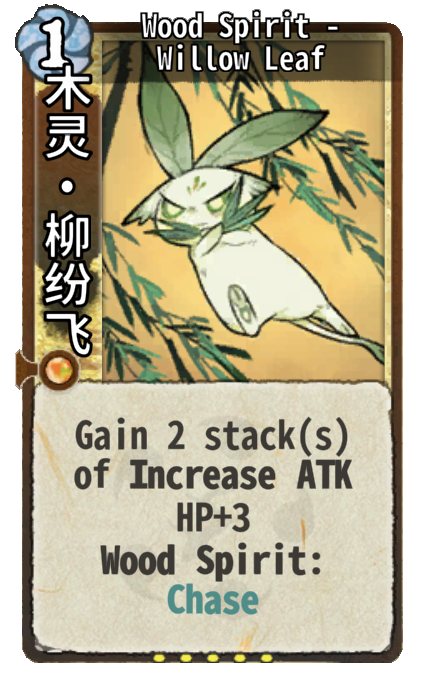 1
Wood Spirit -
Willow Leaf
木灵·柳纷飞
Gain 2 stack(s)
of Increase ATK
HP+3
Wood Spirit:
Chase